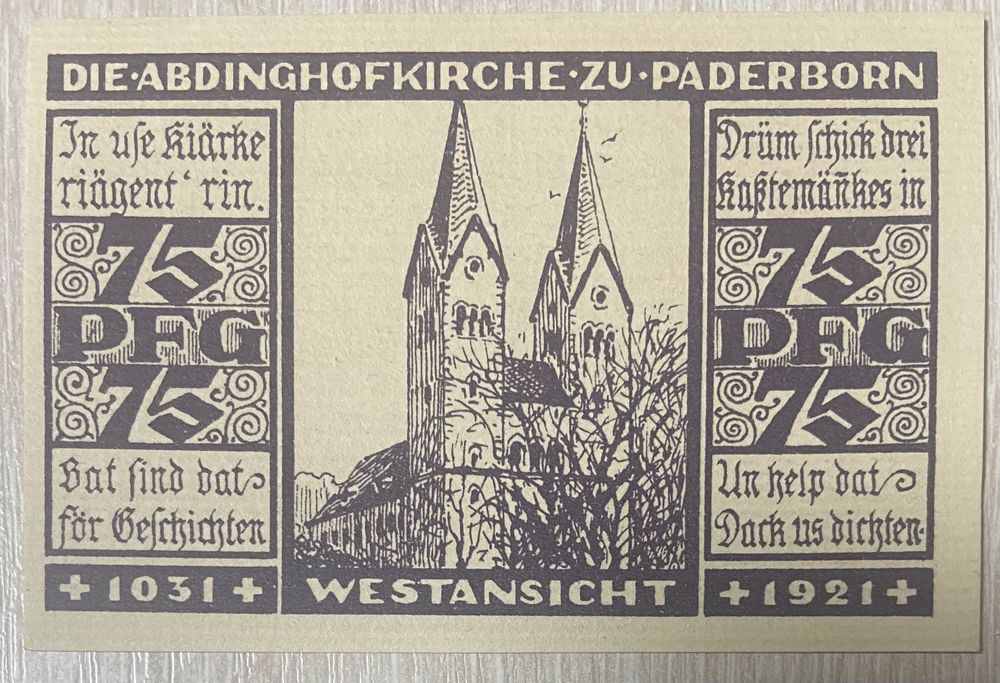 DIE·ABDINGHOFKIRCHE·ZU·PADERBORN
In uſe Kiärke
riägent' rin.
75
PFG
75
Bat ſind dat
för Geſchichten
+ 1031 +
WESTANSICHT
Drüm ſchick drei
Kaßtemäñkes in
75
PFG
75
Un help dat
Dack us dichten.
+ 1921 +